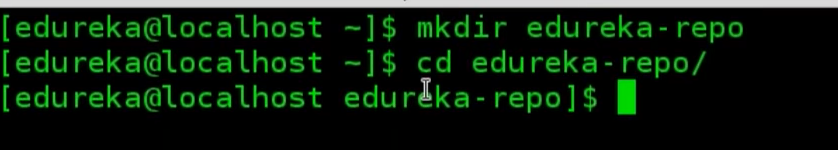 [edureka@localhost ~]$ mkdir edureka-repo
[edureka@localhost ~]$ cd edureka-repo/
[edureka@localhost edureka-repo]$